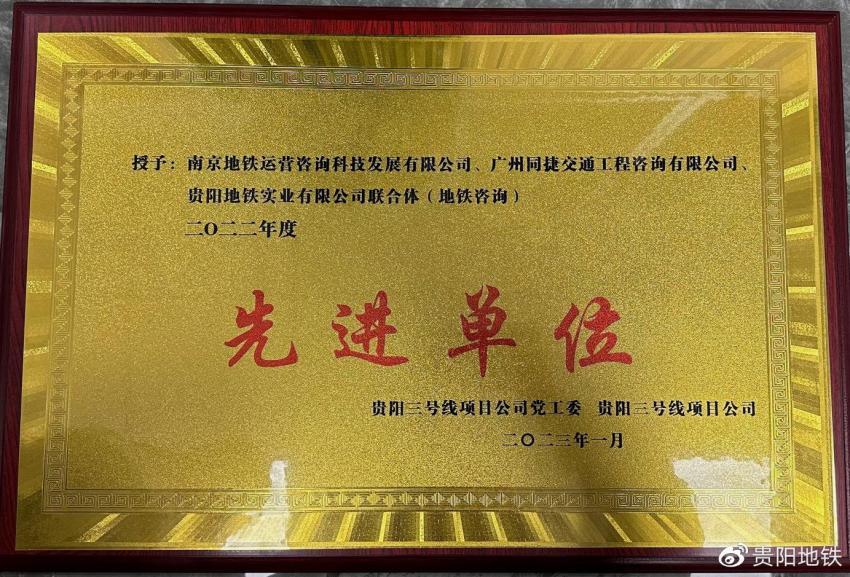 授予：南京地铁运营咨询科技发展有限公司、广州同捷交通工程咨询有限公司、
贵阳地铁实业有限公司联合体（地铁咨询）
二〇二二年度
先进单位
贵阳三号线项目公司党工委 贵阳三号线项目公司
二〇二三年一月
贵阳地铁